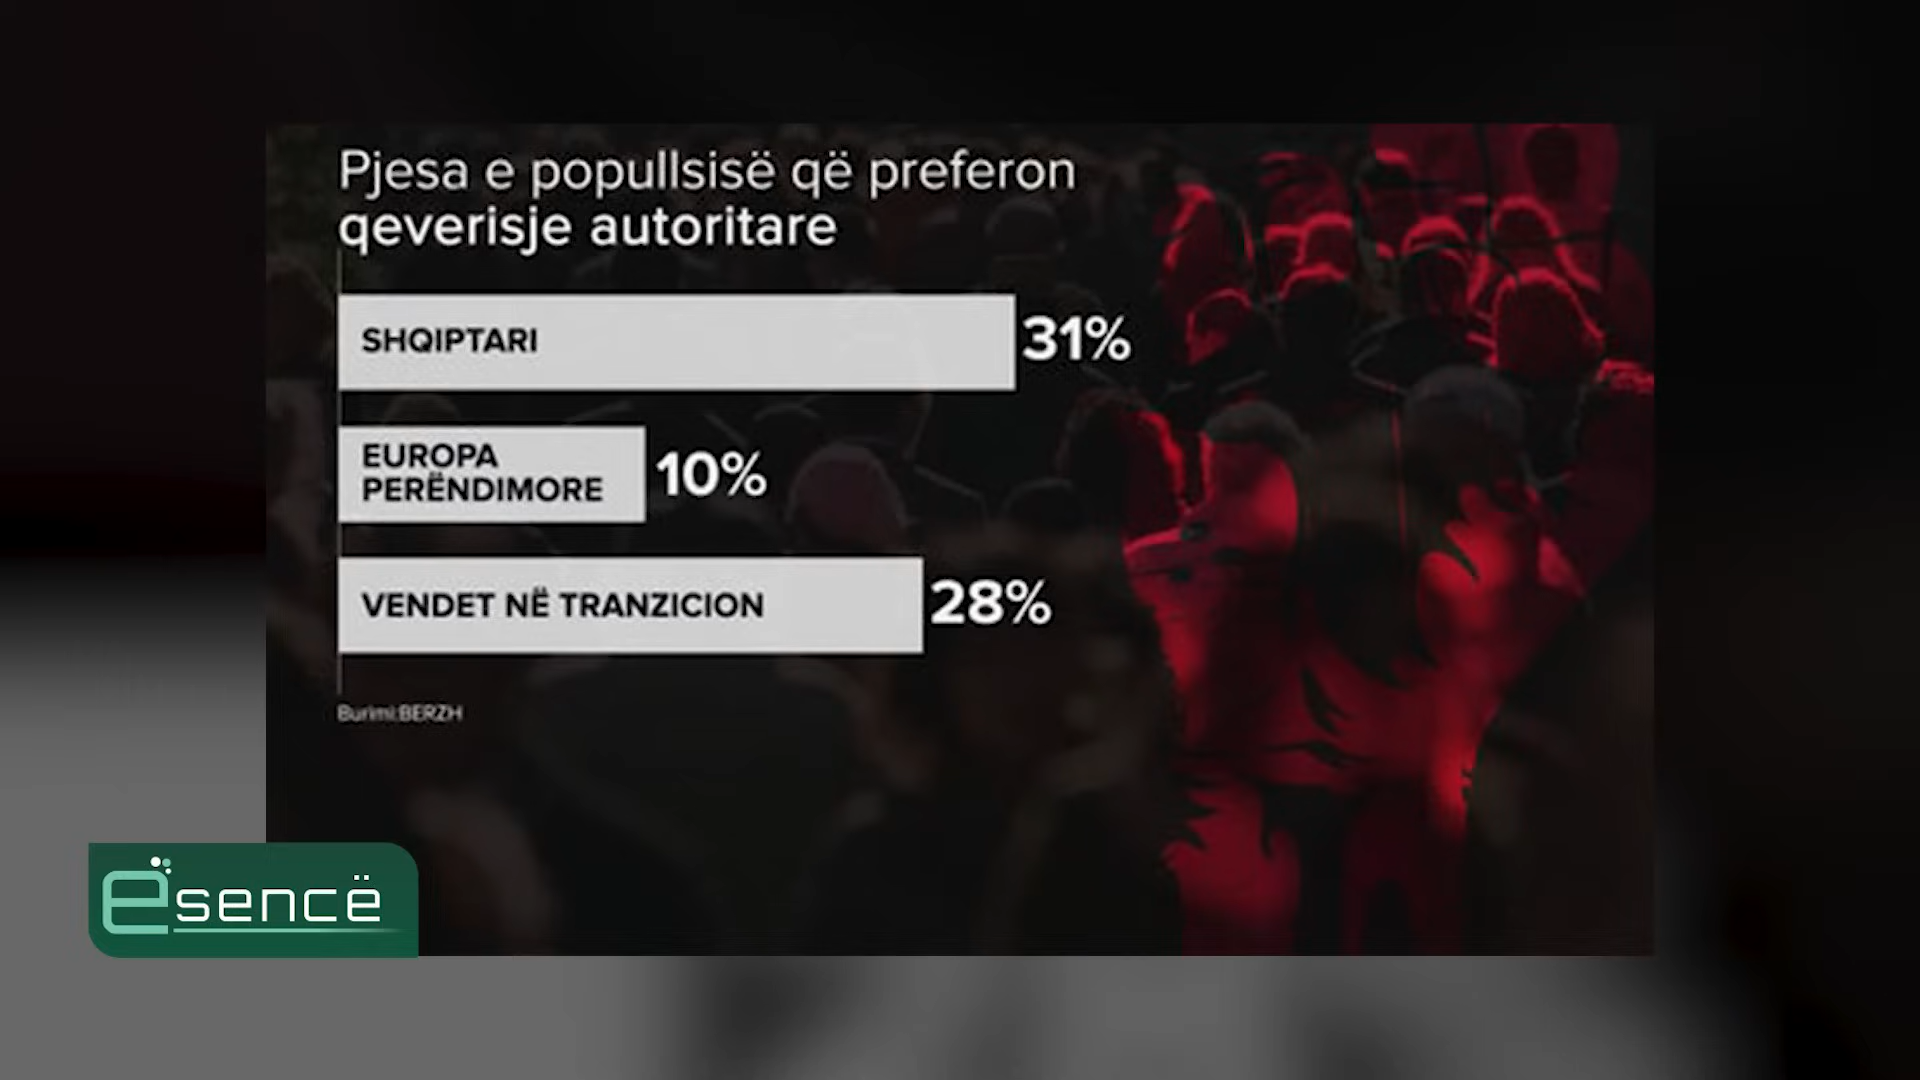 Pjesa e popullsisë që preferon
qeverisje autoritare
SHQIPTARI
31%
EUROPA
PERËNDIMORE
10%
VENDET NË TRANZICION
28%
Burimi:BERZH
ësencë